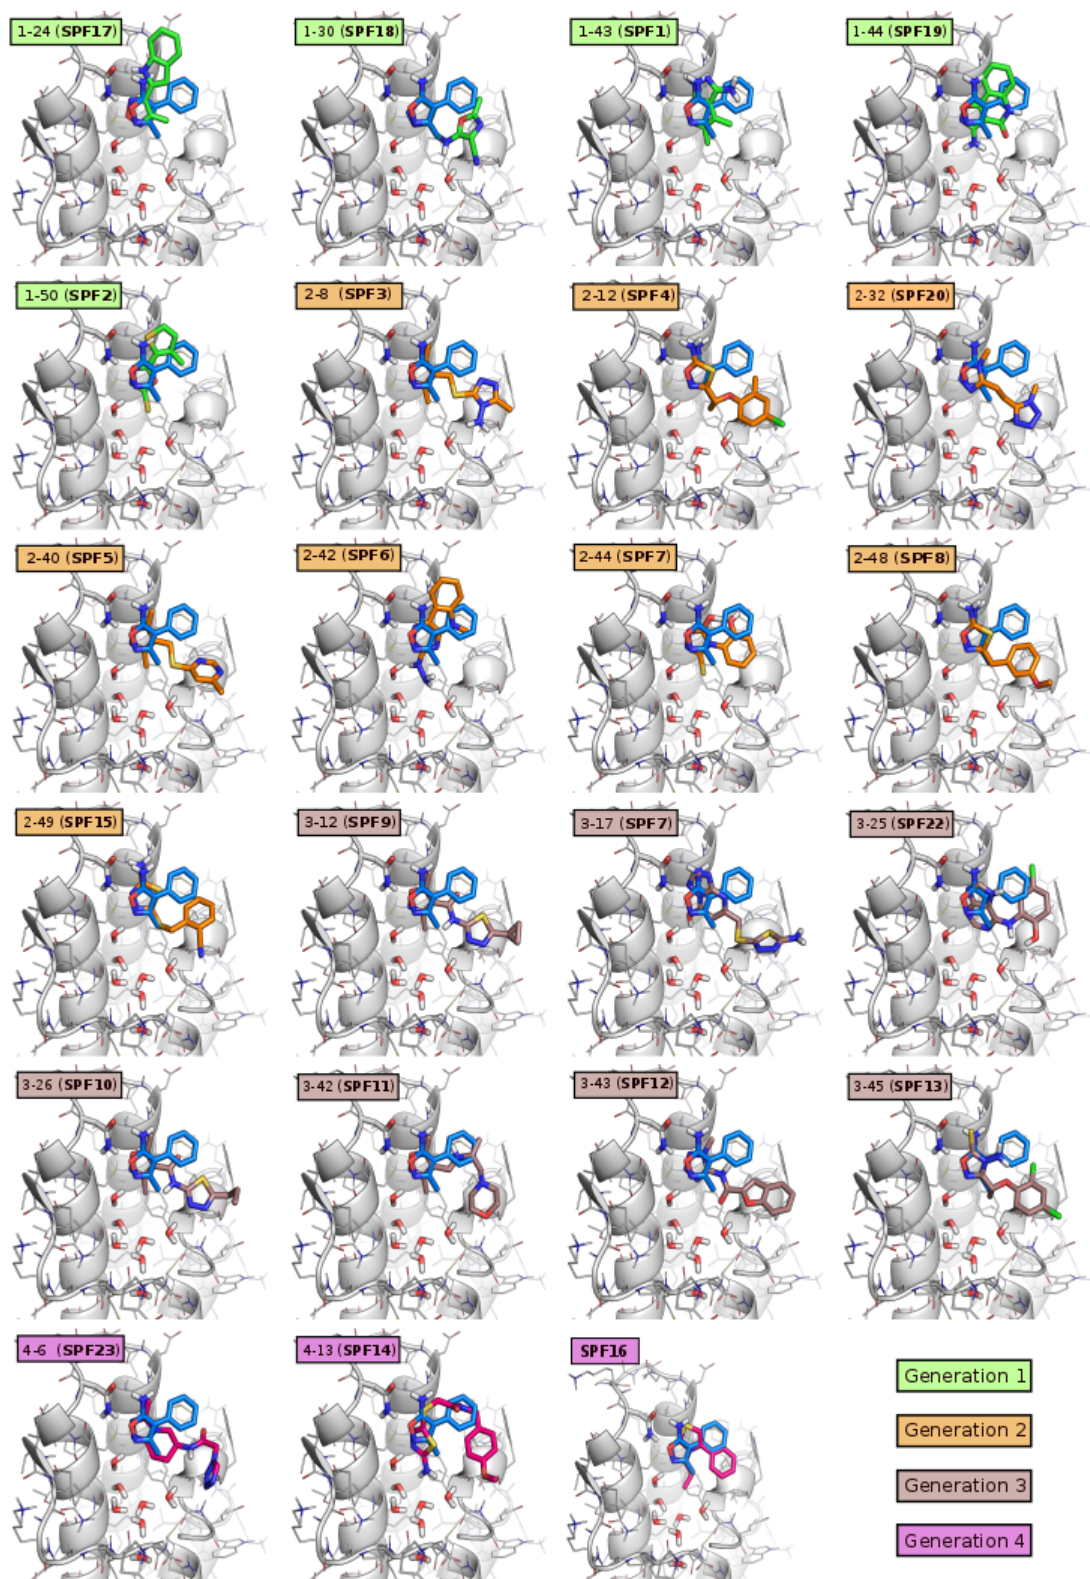 1-24 (SPF17)
1-30 (SPF18)
1-43 (SPF1)
1-44 (SPF19)
1-50 (SPF2)
2-8 (SPF3)
2-12 (SPF4)
2-32 (SPF20)
2-40 (SPF5)
2-42 (SPF6)
2-44 (SPF7)
2-48 (SPF8)
2-49 (SPF15)
3-12 (SPF9)
3-17 (SPF7)
3-25 (SPF22)
3-26 (SPF10)
3-42 (SPF11)
3-43 (SPF12)
3-45 (SPF13)
4-6 (SPF23)
4-13 (SPF14)
SPF16
Generation 1
Generation 2
Generation 3
Generation 4